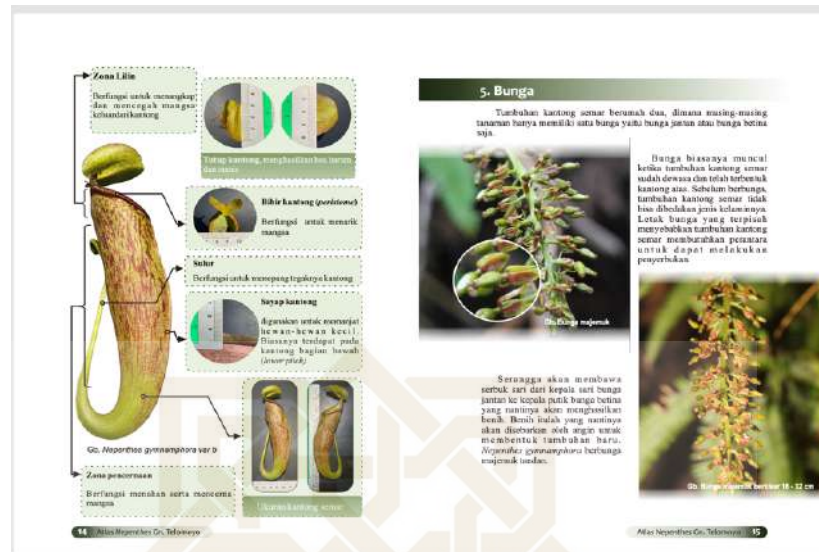 Zona Lilin
Berfungsi untuk menangkap
dan mencegah mangsa
keluardarikantong
Tutup kantong, menghasilkan bau, warna
dan nektar
Bibir kantong (peristome)
Berfungsi untuk menarik
mangsa
Sulur
Berfungsi untuk menopang tegaknya kantong
Sayap kantong
digunakan untuk memanjat
hewan-hewan kecil.
Biasanya terdapat pada
kantong bagian bawah
(lower pitch)
Gb. Nepenthes gymnamphora var b
Ukuran kantong semar
Zona pencernaan
Berfungsi menahan serta mencerna
mangsa
14 Atlas Nepenthes Gn. Telomoyo
5. Bunga
Tumbuhan kantong semar berumah dua, dimana masing-masing
tanaman hanya memiliki satu bunga yaitu bunga jantan atau bunga betina
saja.
Gb. Bunga majemuk
Bunga biasanya muncul
ketika tumbuhan kantong semar
sudah dewasa dan telah terbentuk
kantong atas. Sebelum berbunga,
tumbuhan kantong semar tidak
bisa dibedakan jenis kelaminnya.
Letak bunga yang terpisah
menyebabkan tumbuhan kantong
semar membutuhkan perantara
untuk dapat melakukan
penyerbukan
Serangga akan membawa
serbuk sari dari kepala sari bunga
jantan ke kepala putik bunga betina
yang nantinya akan menghasilkan
benih. Benih itulah yang nantinya
akan disebarkan oleh angin untuk
membentuk tumbuhan baru.
Nepenthes gymnamphora berbunga
majemuk tandan.
Gb. Bunga majemuk berkisar 18 - 32 cm
Atlas Nepenthes Gn. Telomoyo 15